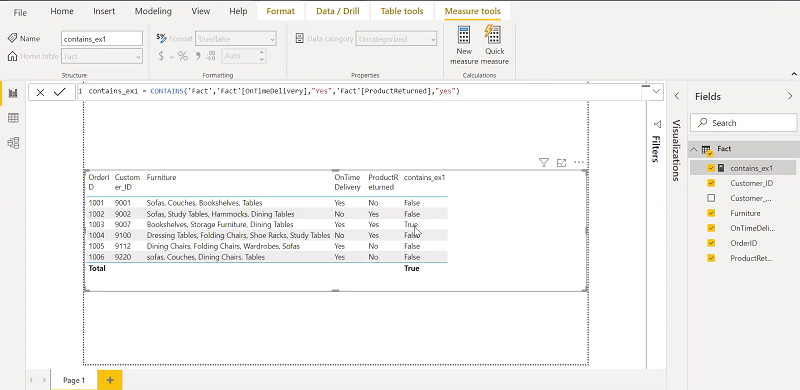 File Home Insert Modeling View Help Format Data / Drill Table tools Measure tools
Name contains_ex1 Format True/false Data category Uncategorized
Home table Fact $ % Auto New measure Quick measure
Structure Formatting Properties Calculations
1 contains_ex1 = CONTAINS('Fact','Fact'[OnTimeDelivery],"Yes",'Fact'[ProductReturned],"yes")
Fields
Search
Visualizations
Filters
Fact
contains_ex1
Customer_ID
Customer_...
Furniture
OnTimeDeli...
OrderID
ProductRet...
OrderI Custom Furniture OnTime ProductR contains_ex1
D er_ID Delivery eturned
1001 9001 Sofas, Couches, Bookshelves, Tables Yes No False
1002 9002 Sofas, Study Tables, Hammocks, Dining Tables No Yes False
1003 9007 Bookshelves, Storage Furniture, Dining Tables Yes Yes True
1004 9100 Dressing Tables, Folding Chairs, Shoe Racks, Study Tables No Yes False
1005 9112 Dining Chairs, Folding Chairs, Wardrobes, Sofas Yes No False
1006 9220 sofas, Couches, Dining Chairs, Tables Yes No False
Total True
Page 1